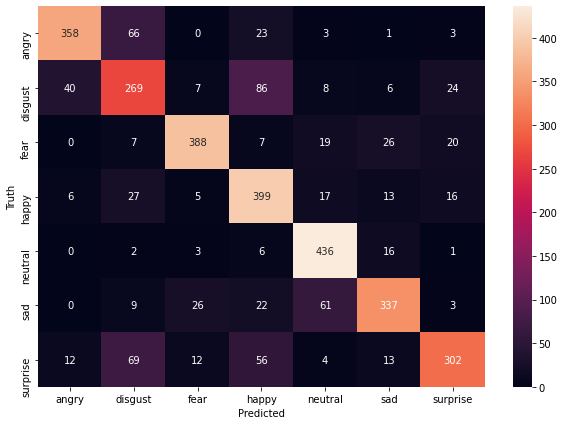 angry 358 66 0 23 3 1 3
disgust 40 269 7 86 8 6 24
fear 0 7 388 7 19 26 20
happy 6 27 5 399 17 13 16
neutral 0 2 3 6 436 16 1
sad 0 9 26 22 61 337 3
surprise 12 69 12 56 4 13 302
angry disgust fear happy neutral sad surprise
Predicted
Truth
400
350
300
250
200
150
100
50
0